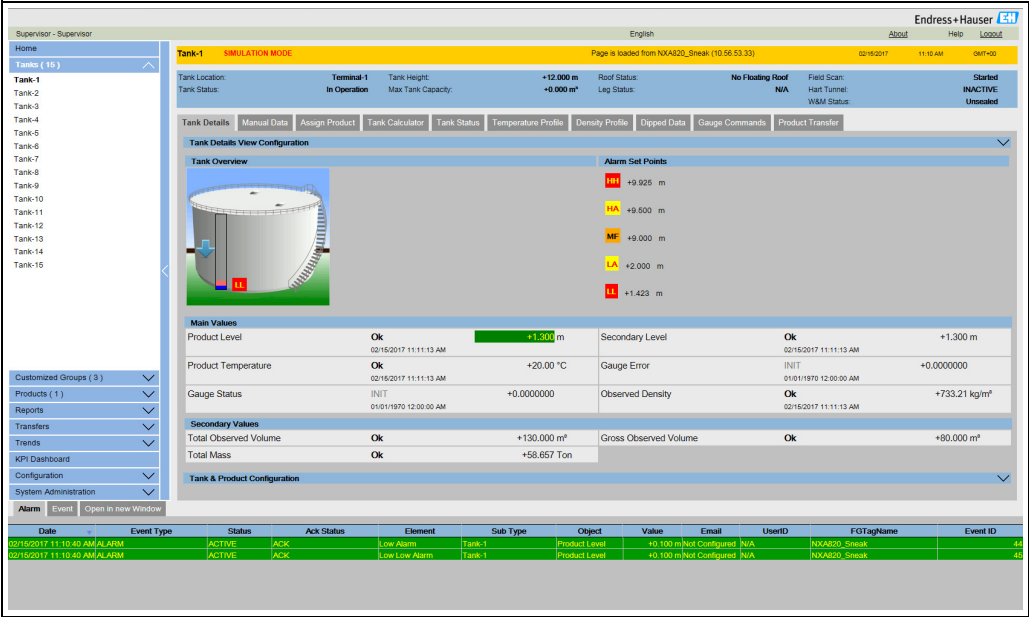 Endress+Hauser EH
Supervisor - Supervisor English About Help Logout
Home
Tanks ( 15 )
Tank-1
Tank-2
Tank-3
Tank-4
Tank-5
Tank-6
Tank-7
Tank-8
Tank-9
Tank-10
Tank-11
Tank-12
Tank-13
Tank-14
Tank-15
Customized Groups ( 3 )
Products ( 1 )
Reports
Transfers
Trends
KPI Dashboard
Configuration
System Administration
Tank-1 SIMULATION MODE Page is loaded from NXA820_Sneak (10.56.53.33) 02/15/2017 11:10 AM GMT+00
Tank Location: Terminal-1 Tank Height: +12.000 m Roof Status: No Floating Roof Field Scan: Started
Tank Status: In Operation Max Tank Capacity: +0.000 m³ Leg Status: N/A Hart Tunnel: INACTIVE
W&M Status: Unsealed
Tank Details Manual Data Assign Product Tank Calculator Tank Status Temperature Profile Density Profile Dipped Data Gauge Commands Product Transfer
Tank Details View Configuration
Tank Overview Alarm Set Points
HH +9.925 m
HA +9.500 m
MF +9.000 m
LA +2.000 m
LL +1.423 m
LL
Main Values
Product Level Ok +1.300 m Secondary Level Ok +1.300 m
02/15/2017 11:11:13 AM 02/15/2017 11:11:13 AM
Product Temperature Ok +20.00 °C Gauge Error INIT +0.0000000
02/15/2017 11:11:13 AM 01/01/1970 12:00:00 AM
Gauge Status INIT +0.0000000 Observed Density Ok +733.21 kg/m³
01/01/1970 12:00:00 AM 02/15/2017 11:11:13 AM
Secondary Values
Total Observed Volume Ok +130.000 m³ Gross Observed Volume Ok +80.000 m³
Total Mass Ok +58.657 Ton
Tank & Product Configuration
Alarm Event Open in new Window
Date Event Type Status Ack Status Element Sub Type Object Value Email UserID FGTagName Event ID
02/15/2017 11:10:40 AM ALARM ACTIVE ACK Low Alarm Tank-1 Product Level +0.100 m Not Configured N/A NXA820_Sneak 44
02/15/2017 11:10:40 AM ALARM ACTIVE ACK Low Low Alarm Tank-1 Product Level +0.100 m Not Configured N/A NXA820_Sneak 45